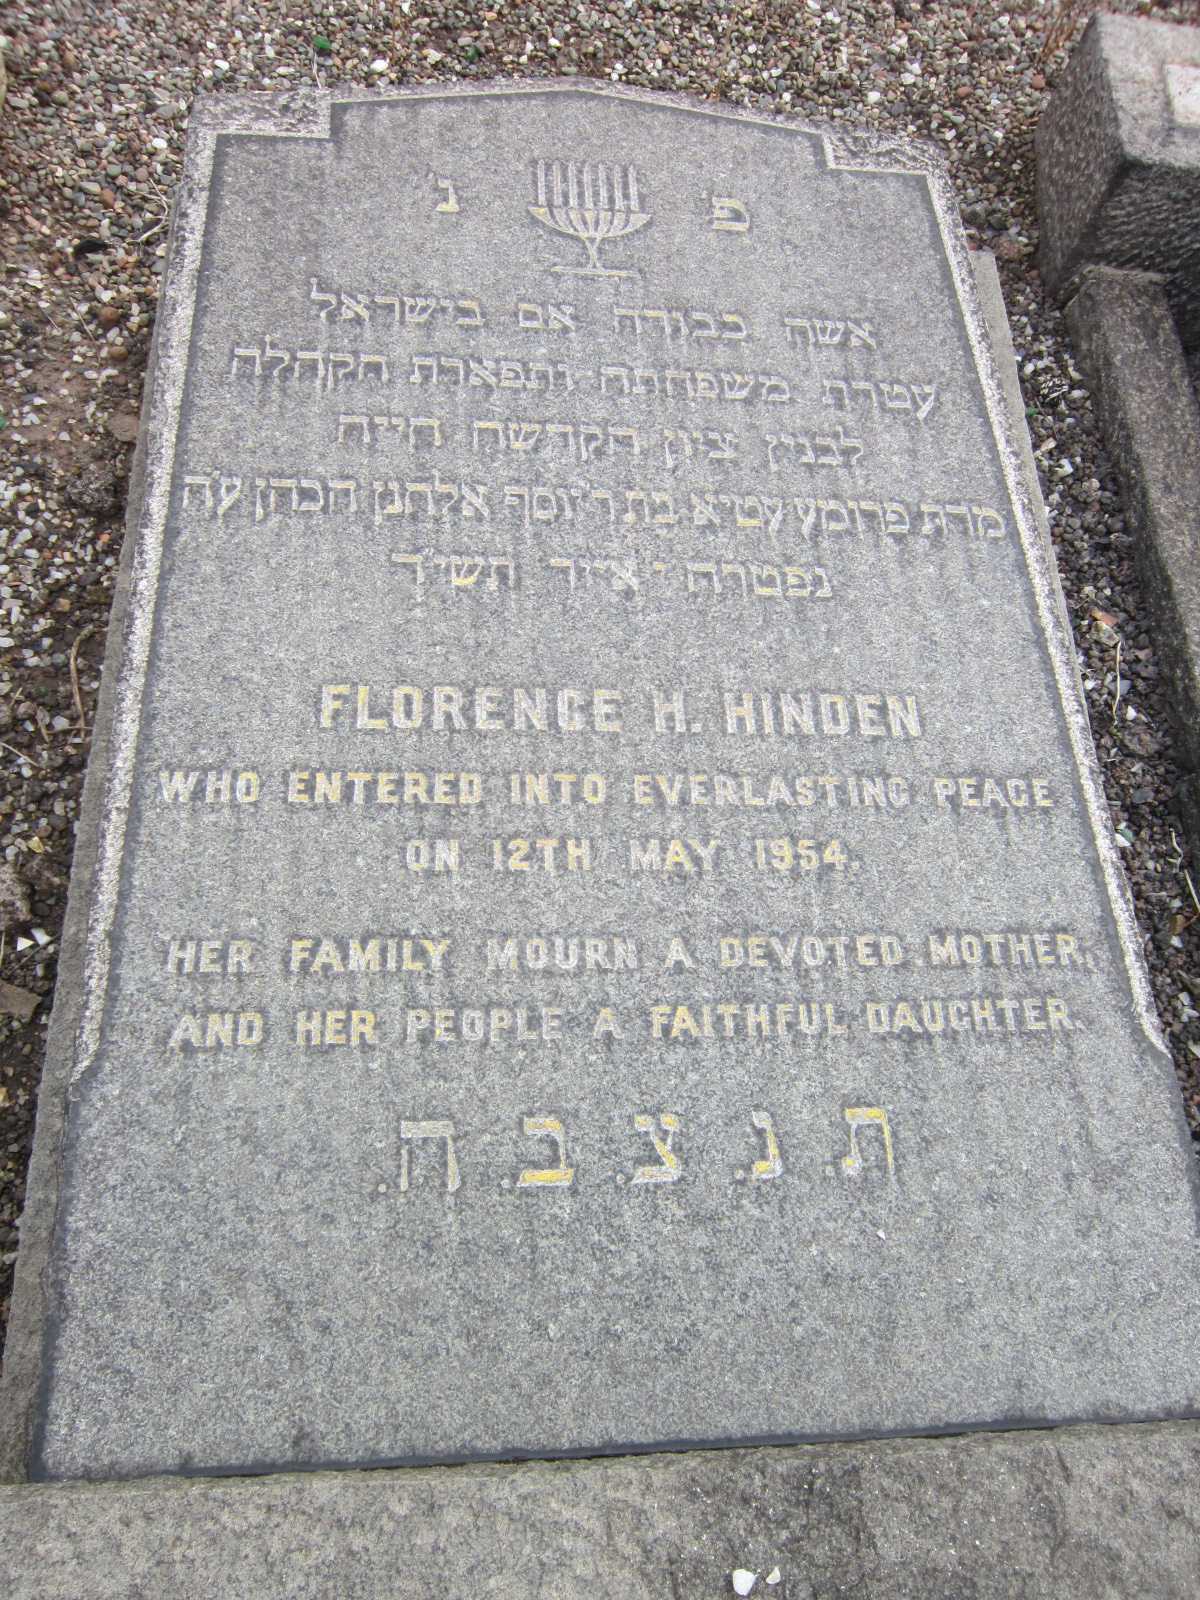 פ' נ'
אשה כבודה אם בישראל
עטרת משפחתה ותפארת הקהלה
לבנין ציון הקדשה חייה
מרת פרומע עטיא בת ר' יוסף אלחנן הכהן ע"ה
נפטרה י' אייר תשי"ד
FLORENCE H. HINDEN
WHO ENTERED INTO EVERLASTING PEACE
ON 12TH MAY 1954.
HER FAMILY MOURN A DEVOTED MOTHER,
AND HER PEOPLE A FAITHFUL DAUGHTER.
ת.נ.צ.ב.ה.